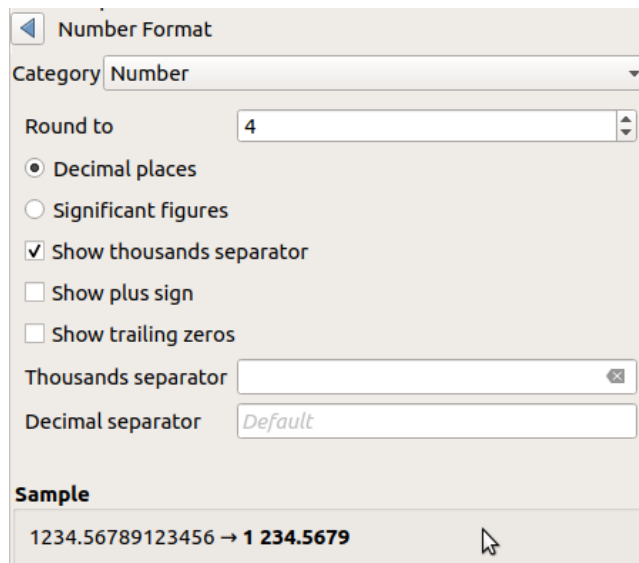 Number Format
Category Number
Round to 4
Decimal places
Significant figures
Show thousands separator
Show plus sign
Show trailing zeros
Thousands separator
Decimal separator Default
Sample
1234.56789123456 → 1 234.5679